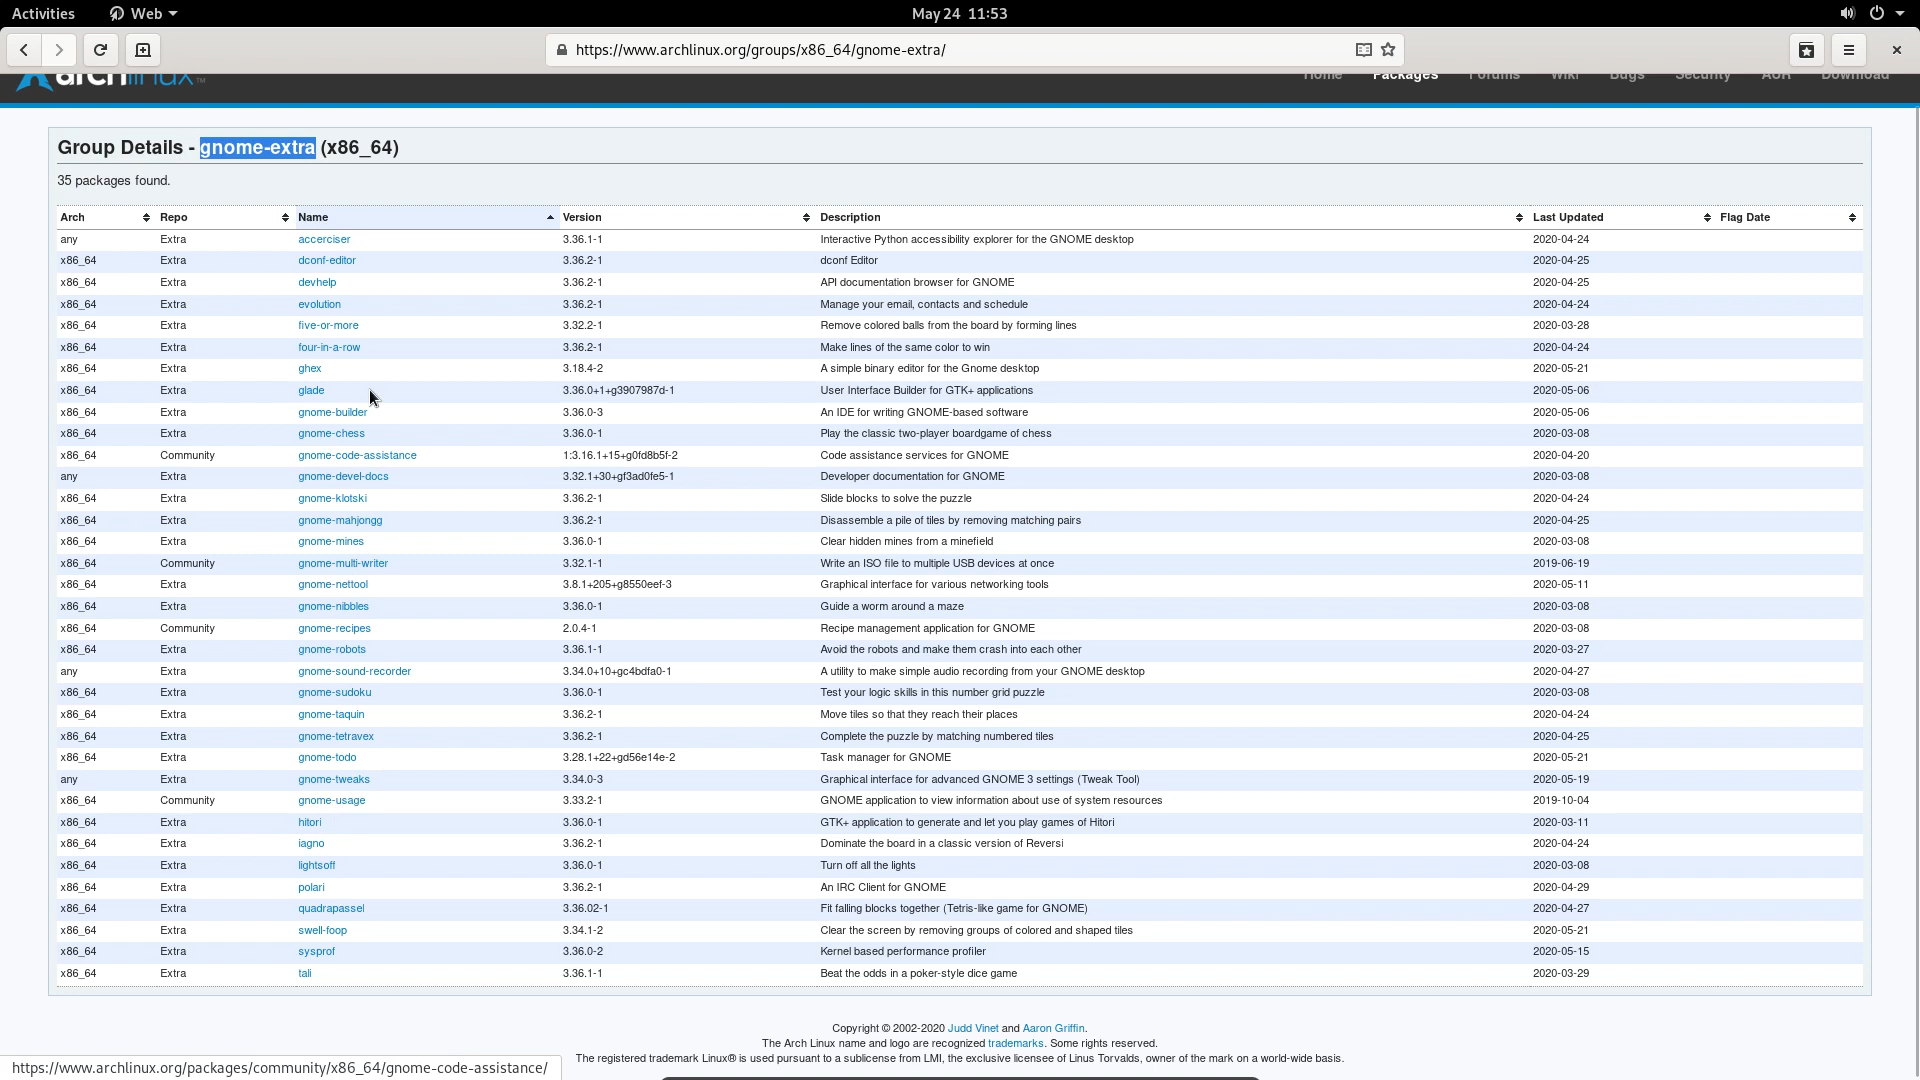 Activities Web May 24 11:53
https://www.archlinux.org/groups/x86_64/gnome-extra/
archlinux™ Home Packages Forums Wiki Bugs Security AUR Download
Group Details - gnome-extra (x86_64)
35 packages found.
Arch Repo Name Version Description Last Updated Flag Date
any Extra accerciser 3.36.1-1 Interactive Python accessibility explorer for the GNOME desktop 2020-04-24
x86_64 Extra dconf-editor 3.36.2-1 dconf Editor 2020-04-25
x86_64 Extra devhelp 3.36.2-1 API documentation browser for GNOME 2020-04-25
x86_64 Extra evolution 3.36.2-1 Manage your email, contacts and schedule 2020-04-24
x86_64 Extra five-or-more 3.32.2-1 Remove colored balls from the board by forming lines 2020-03-28
x86_64 Extra four-in-a-row 3.36.2-1 Make lines of the same color to win 2020-04-24
x86_64 Extra ghex 3.18.4-2 A simple binary editor for the Gnome desktop 2020-05-21
x86_64 Extra glade 3.36.0+1+g3907987d-1 User Interface Builder for GTK+ applications 2020-05-06
x86_64 Extra gnome-builder 3.36.0-3 An IDE for writing GNOME-based software 2020-05-06
x86_64 Extra gnome-chess 3.36.0-1 Play the classic two-player boardgame of chess 2020-03-08
x86_64 Community gnome-code-assistance 1:3.16.1+15+g0fd8b5f-2 Code assistance services for GNOME 2020-04-20
any Extra gnome-devel-docs 3.32.1+30+gf3ad0fe5-1 Developer documentation for GNOME 2020-03-08
x86_64 Extra gnome-klotski 3.36.2-1 Slide blocks to solve the puzzle 2020-04-24
x86_64 Extra gnome-mahjongg 3.36.2-1 Disassemble a pile of tiles by removing matching pairs 2020-04-25
x86_64 Extra gnome-mines 3.36.0-1 Clear hidden mines from a minefield 2020-03-08
x86_64 Community gnome-multi-writer 3.32.1-1 Write an ISO file to multiple USB devices at once 2019-06-19
x86_64 Extra gnome-nettool 3.8.1+205+g8550eef-3 Graphical interface for various networking tools 2020-05-11
x86_64 Extra gnome-nibbles 3.36.0-1 Guide a worm around a maze 2020-03-08
x86_64 Community gnome-recipes 2.0.4-1 Recipe management application for GNOME 2020-03-08
x86_64 Extra gnome-robots 3.36.1-1 Avoid the robots and make them crash into each other 2020-03-27
any Extra gnome-sound-recorder 3.34.0+10+gc4bdfa0-1 A utility to make simple audio recording from your GNOME desktop 2020-04-27
x86_64 Extra gnome-sudoku 3.36.0-1 Test your logic skills in this number grid puzzle 2020-03-08
x86_64 Extra gnome-taquin 3.36.2-1 Move tiles so that they reach their places 2020-04-24
x86_64 Extra gnome-tetravex 3.36.2-1 Complete the puzzle by matching numbered tiles 2020-04-25
x86_64 Extra gnome-todo 3.28.1+22+gd56e14e-2 Task manager for GNOME 2020-05-21
any Extra gnome-tweaks 3.34.0-3 Graphical interface for advanced GNOME 3 settings (Tweak Tool) 2020-05-19
x86_64 Community gnome-usage 3.33.2-1 GNOME application to view information about use of system resources 2019-10-04
x86_64 Extra hitori 3.36.0-1 GTK+ application to generate and let you play games of Hitori 2020-03-11
x86_64 Extra iagno 3.36.2-1 Dominate the board in a classic version of Reversi 2020-04-24
x86_64 Extra lightsoff 3.36.0-1 Turn off all the lights 2020-03-08
x86_64 Extra polari 3.36.2-1 An IRC Client for GNOME 2020-04-29
x86_64 Extra quadrapassel 3.36.02-1 Fit falling blocks together (Tetris-like game for GNOME) 2020-04-27
x86_64 Extra swell-foop 3.34.1-2 Clear the screen by removing groups of colored and shaped tiles 2020-05-21
x86_64 Extra sysprof 3.36.0-2 Kernel based performance profiler 2020-05-15
x86_64 Extra tali 3.36.1-1 Beat the odds in a poker-style dice game 2020-03-29
Copyright © 2002-2020 Judd Vinet and Aaron Griffin.
The Arch Linux name and logo are recognized trademarks. Some rights reserved.
The registered trademark Linux® is used pursuant to a sublicense from LMI, the exclusive licensee of Linus Torvalds, owner of the mark on a world-wide basis.
https://www.archlinux.org/packages/community/x86_64/gnome-code-assistance/